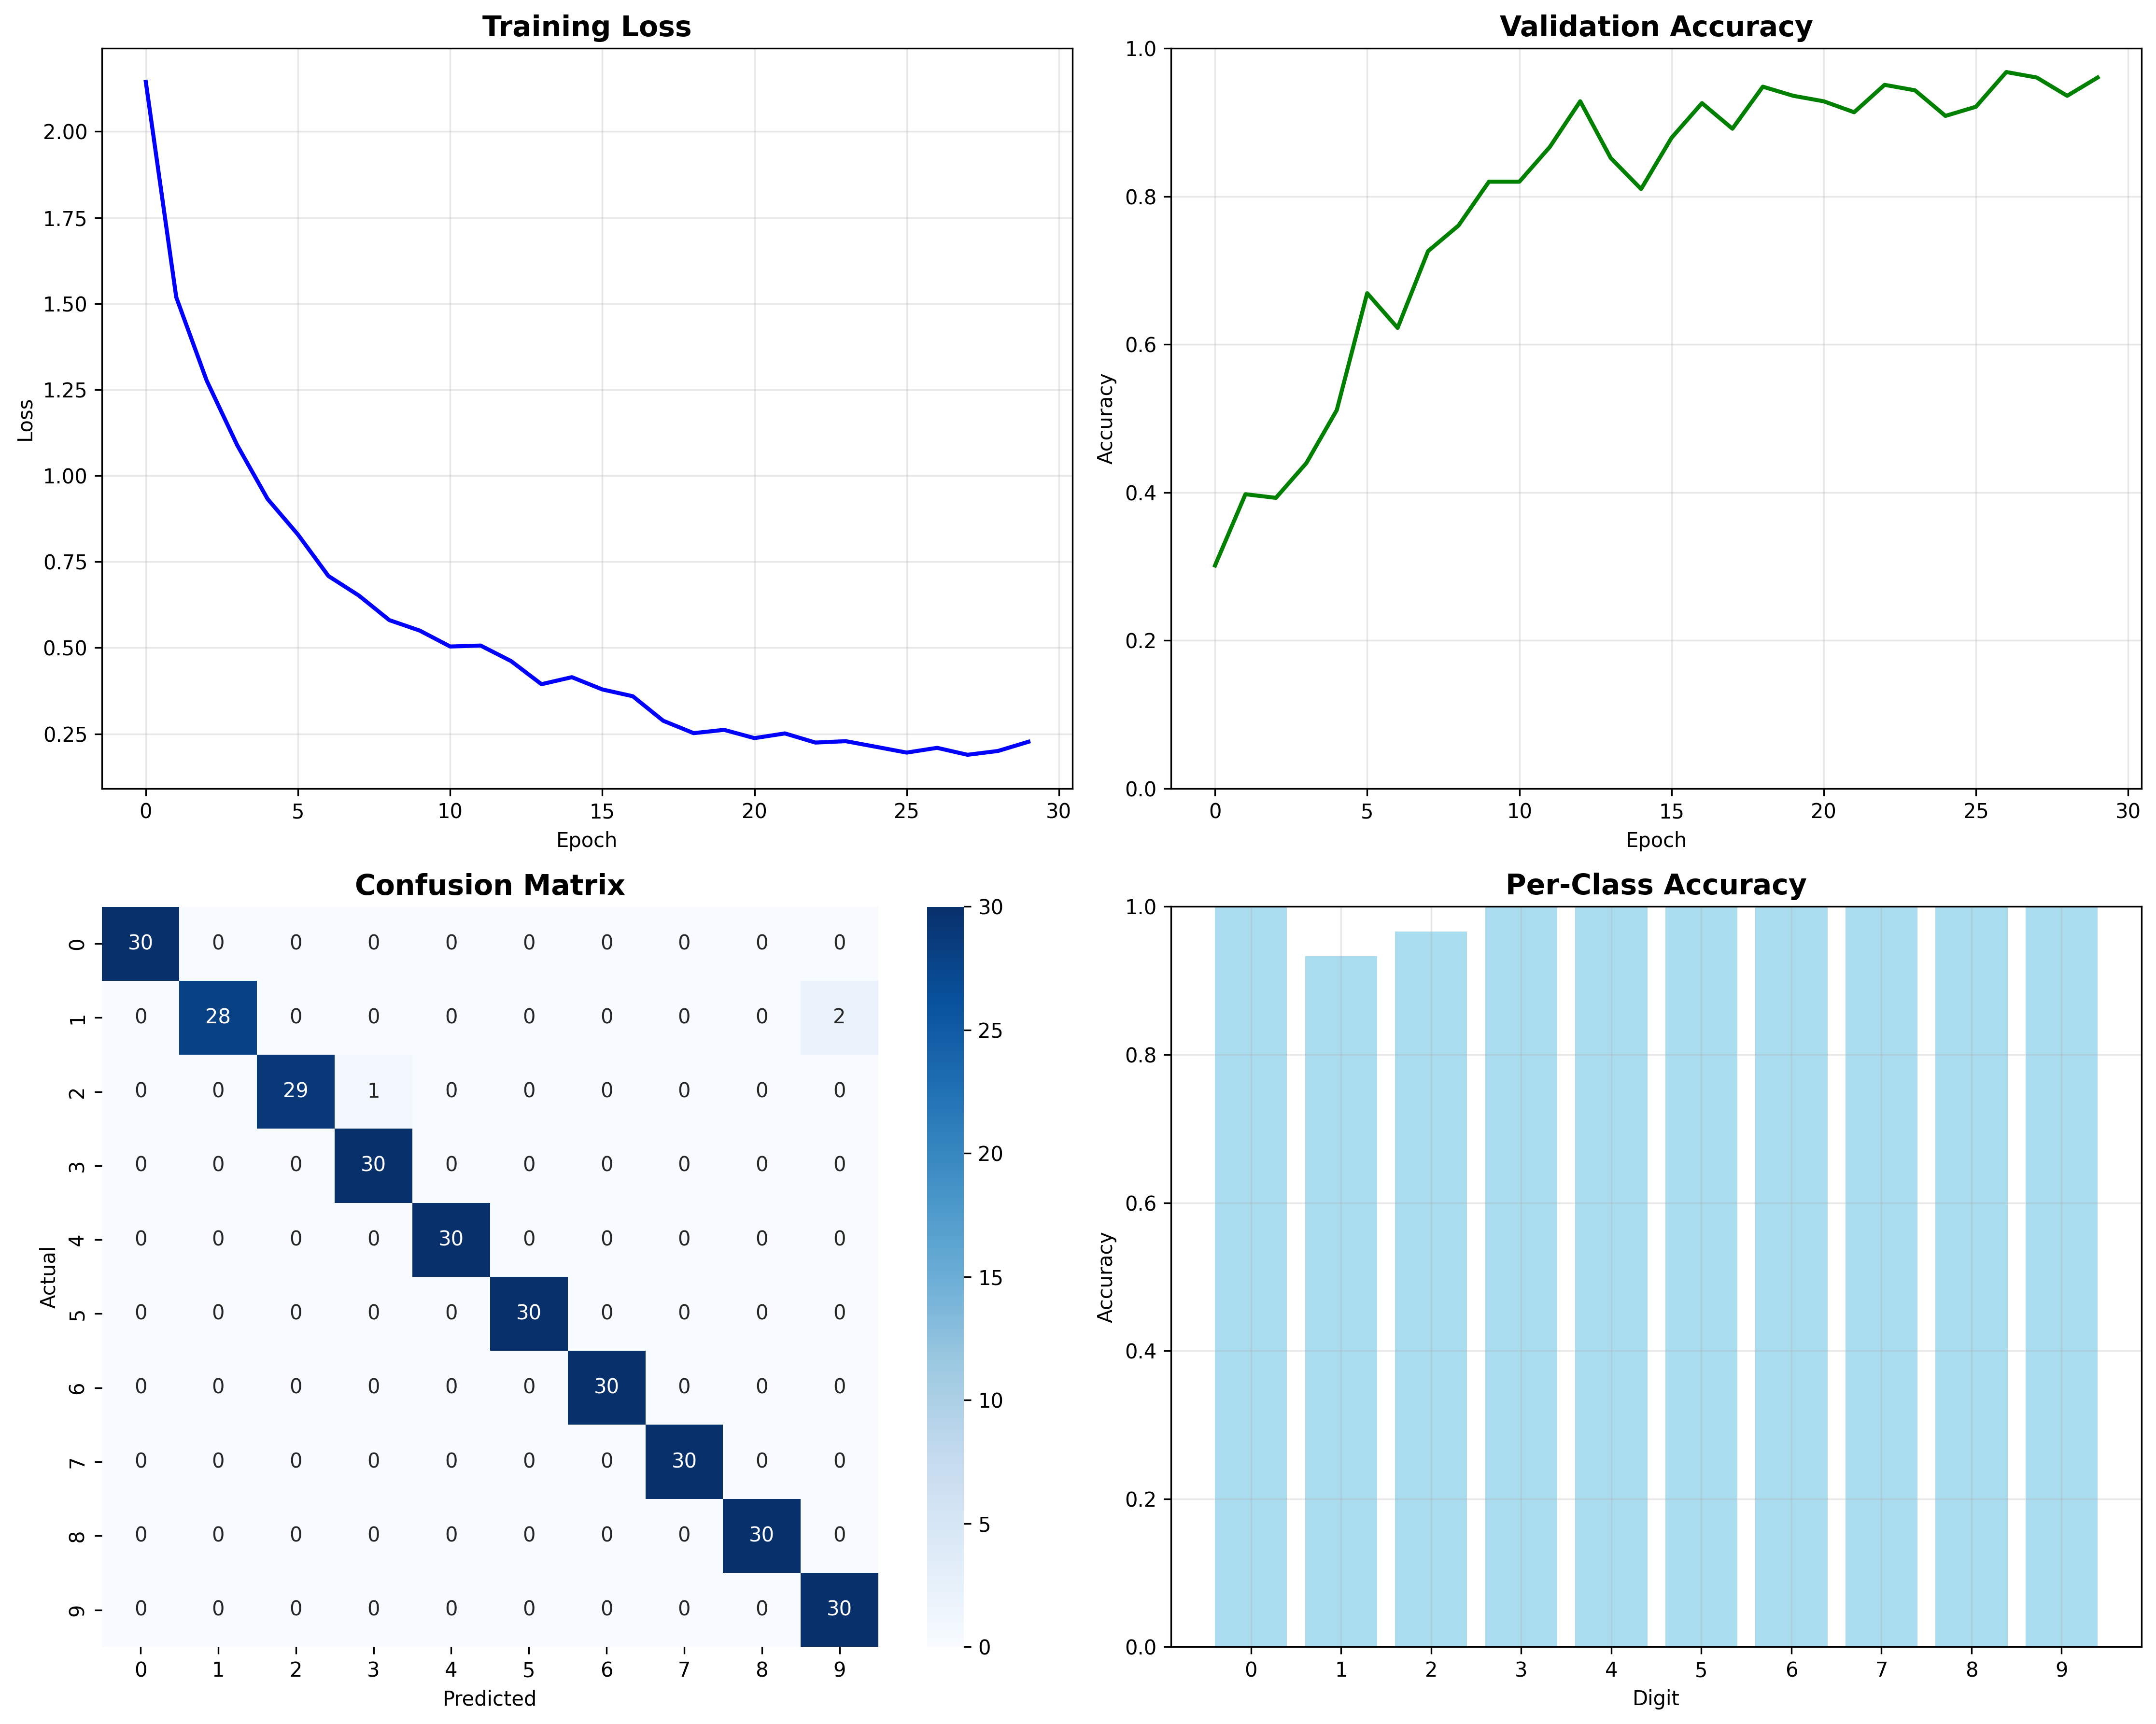 Training Loss
2.00
1.75
1.50
1.25
1.00
0.75
0.50
0.25
Loss
0 5 10 15 20 25 30
Epoch
Validation Accuracy
1.0
0.8
0.6
0.4
0.2
0.0
Accuracy
0 5 10 15 20 25 30
Epoch
Confusion Matrix
0 30 0 0 0 0 0 0 0 0 0
1 0 28 0 0 0 0 0 0 0 2
2 0 0 29 1 0 0 0 0 0 0
3 0 0 0 30 0 0 0 0 0 0
4 0 0 0 0 30 0 0 0 0 0
5 0 0 0 0 0 30 0 0 0 0
6 0 0 0 0 0 0 30 0 0 0
7 0 0 0 0 0 0 0 30 0 0
8 0 0 0 0 0 0 0 0 30 0
9 0 0 0 0 0 0 0 0 0 30
Actual
0 1 2 3 4 5 6 7 8 9
Predicted
30
25
20
15
10
5
0
Per-Class Accuracy
1.0
0.8
0.6
0.4
0.2
0.0
Accuracy
0 1 2 3 4 5 6 7 8 9
Digit